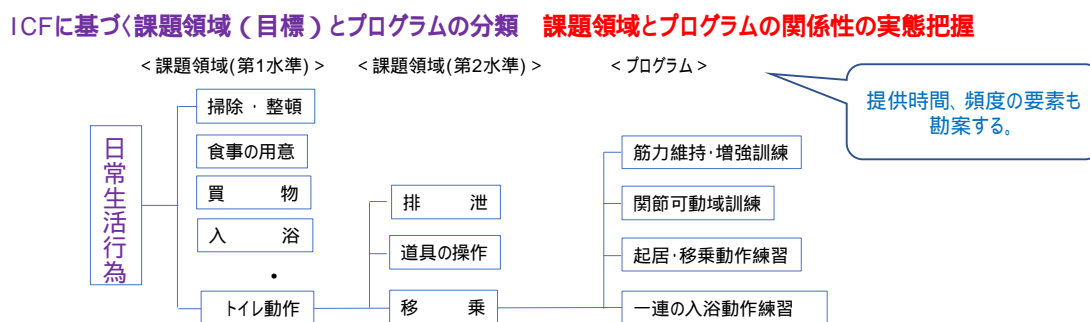 ICFに基づく課題領域(目標)とプログラムの分類 課題領域とプログラムの関係性の実態把握
<課題領域(第1水準)> <課題領域(第2水準)> <プログラム>
提供時間、頻度の要素も
勘案する。
日常生活行為
掃除・整頓
食事の用意
買 物
入 浴
・
トイレ動作
排 泄
道具の操作
移 乗
筋力維持・増強訓練
関節可動域訓練
起居・移乗動作練習
一連の入浴動作練習